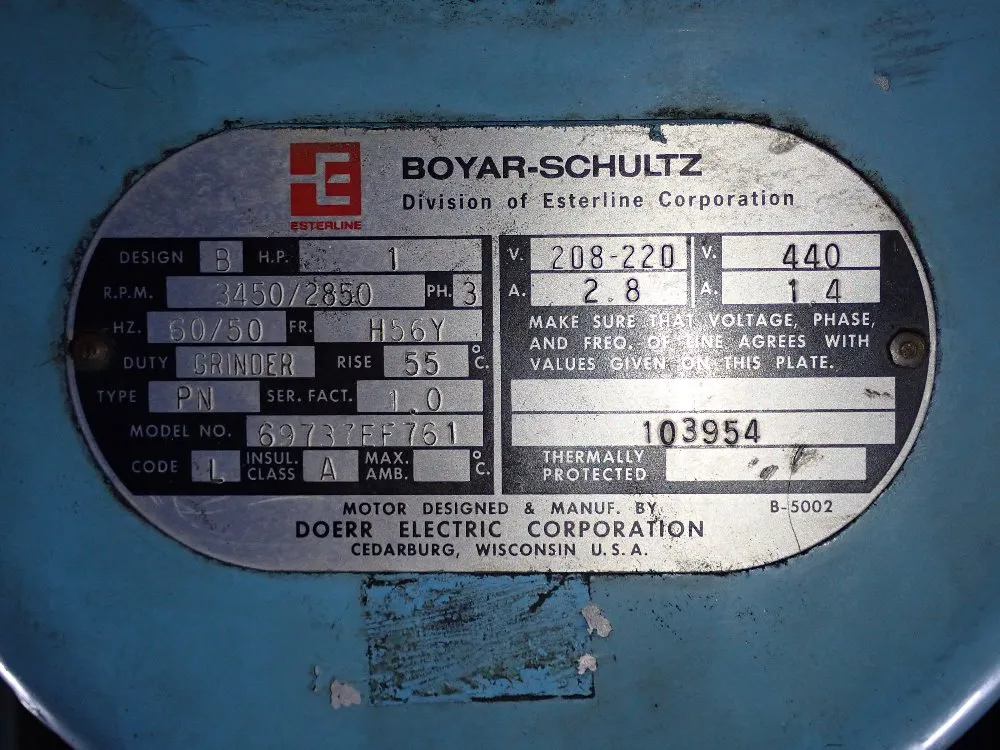 BOYAR-SCHULTZ
Division of Esterline Corporation
ESTERLINE
DESIGN B H.P. 1
R.P.M. 3450/2850 PH. 3
HZ. 60/50 FR. H56Y
DUTY GRINDER RISE 55 °C.
TYPE PN SER. FACT. 1.0
MODEL NO. 69737EF761
CODE L INSUL. CLASS A MAX. AMB. °C.
V. 208-220 V. 440
A. 2.8 A. 1.4
MAKE SURE THAT VOLTAGE, PHASE,
AND FREQ. OF LINE AGREES WITH
VALUES GIVEN ON THIS PLATE.
103954
THERMALLY
PROTECTED
MOTOR DESIGNED & MANUF. BY B-5002
DOERR ELECTRIC CORPORATION
CEDARBURG, WISCONSIN U.S.A.